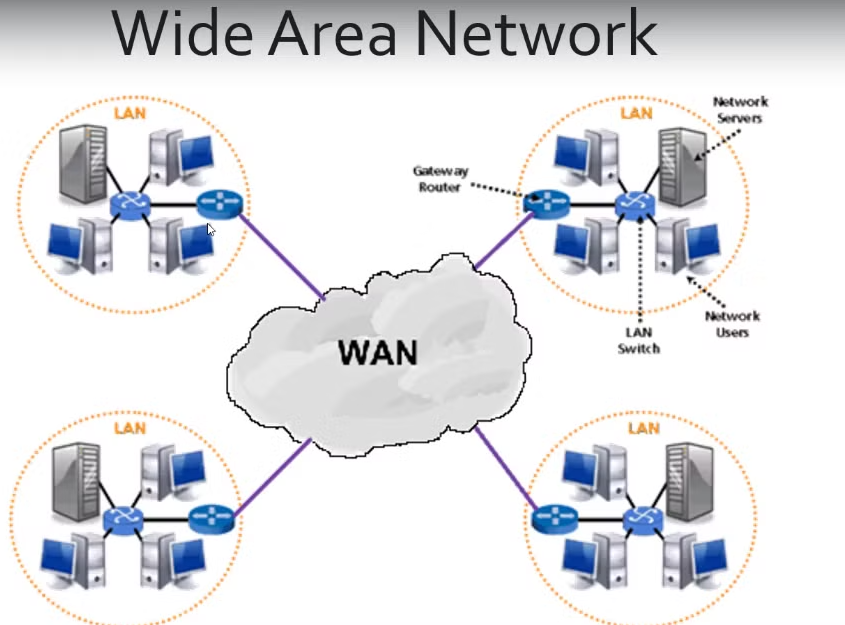 Wide Area Network
LAN
LAN
Network
Servers
Gateway
Router
WAN
LAN
Switch
Network
Users
LAN
LAN